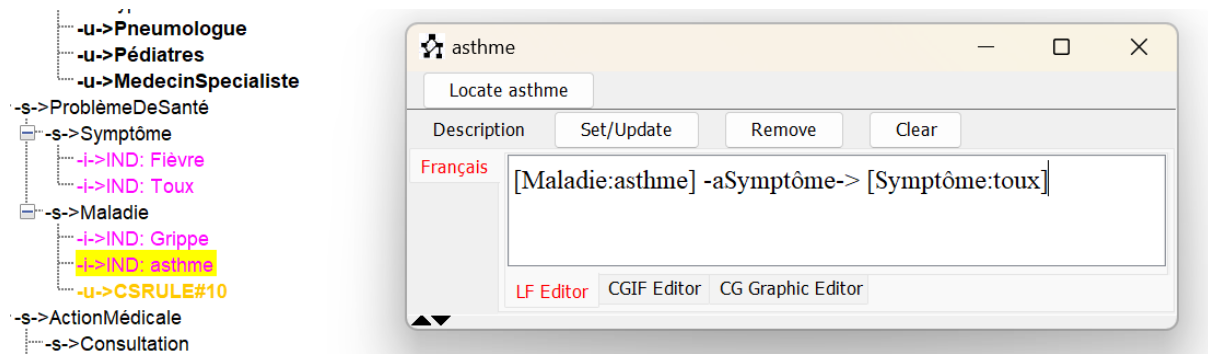 -u->Pneumologue
-u->Pédiatres
-u->MedecinSpecialiste
-s->ProblèmeDeSanté
-s->Symptôme
-i->IND: Fièvre
-i->IND: Toux
-s->Maladie
-i->IND: Grippe
-i->IND: asthme
-u->CSRULE#10
-s->ActionMédicale
-s->Consultation
asthme
Locate asthme
Description Set/Update Remove Clear
Français
[Maladie:asthme] -aSymptôme-> [Symptôme:toux]
LF Editor CGIF Editor CG Graphic Editor